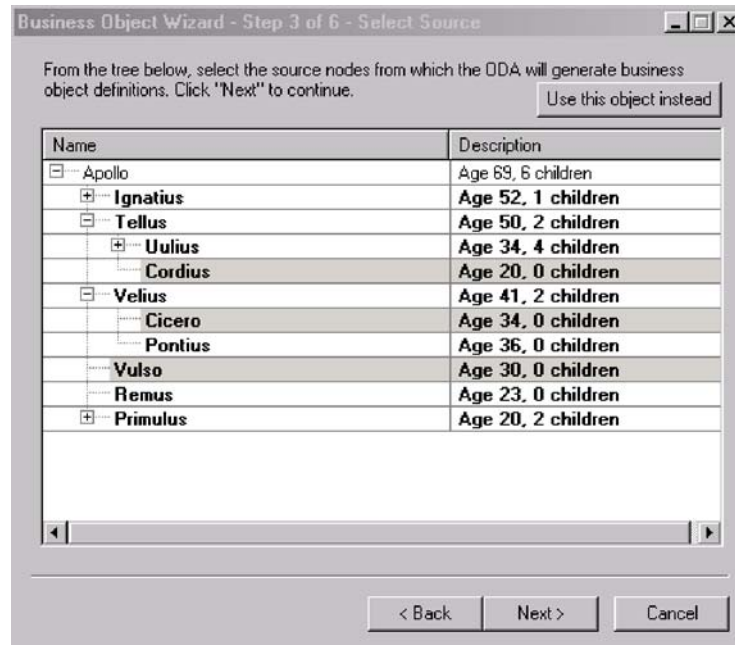 Business Object Wizard - Step 3 of 6 - Select Source
From the tree below, select the source nodes from which the ODA will generate business
object definitions. Click "Next" to continue.
Use this object instead
Name Description
Apollo Age 69, 6 children
Ignatius Age 52, 1 children
Tellus Age 50, 2 children
Uulius Age 34, 4 children
Cordius Age 20, 0 children
Velius Age 41, 2 children
Cicero Age 34, 0 children
Pontius Age 36, 0 children
Vulso Age 30, 0 children
Remus Age 23, 0 children
Primulus Age 20, 2 children
< Back Next > Cancel